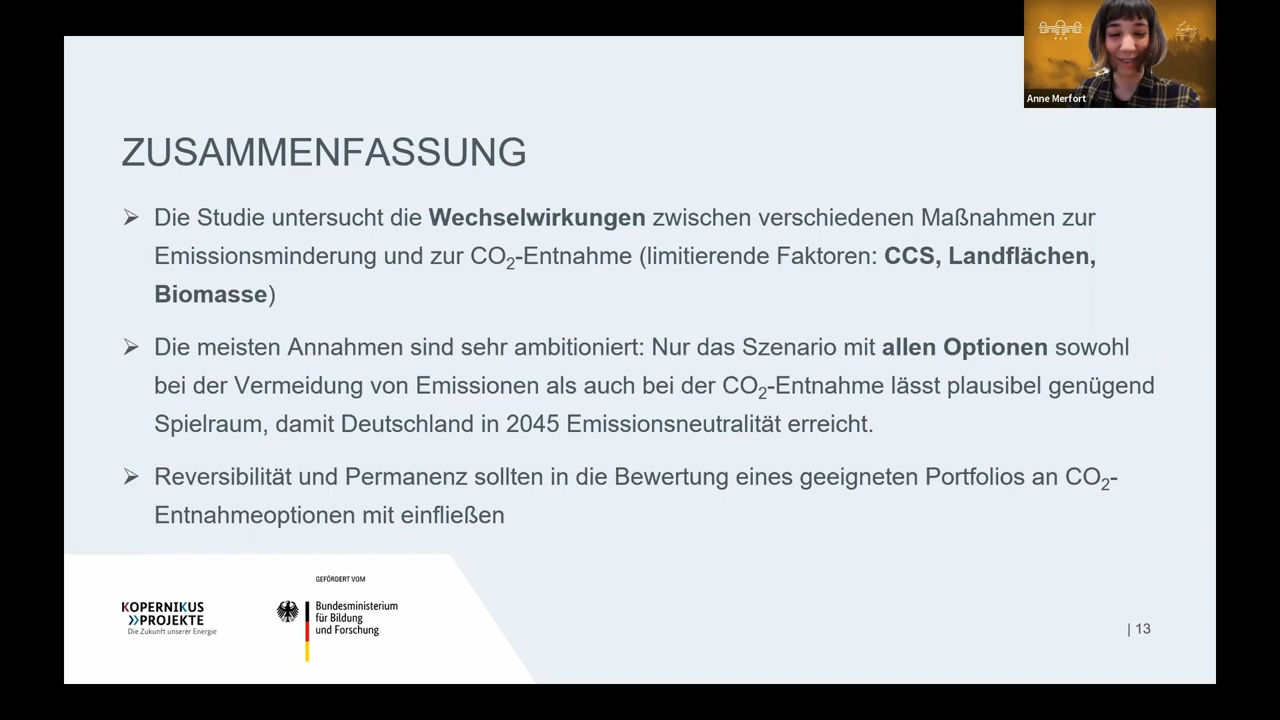 PIK
Anne Merfort
ZUSAMMENFASSUNG
➢ Die Studie untersucht die Wechselwirkungen zwischen verschiedenen Maßnahmen zur
Emissionsminderung und zur CO₂-Entnahme (limitierende Faktoren: CCS, Landflächen,
Biomasse)
➢ Die meisten Annahmen sind sehr ambitioniert: Nur das Szenario mit allen Optionen sowohl
bei der Vermeidung von Emissionen als auch bei der CO₂-Entnahme lässt plausibel genügend
Spielraum, damit Deutschland in 2045 Emissionsneutralität erreicht.
➢ Reversibilität und Permanenz sollten in die Bewertung eines geeigneten Portfolios an CO₂-
Entnahmeoptionen mit einfließen
GEFÖRDERT VOM
KOPERNIKUS
PROJEKTE
Die Zukunft unserer Energie
Bundesministerium
für Bildung
und Forschung
| 13